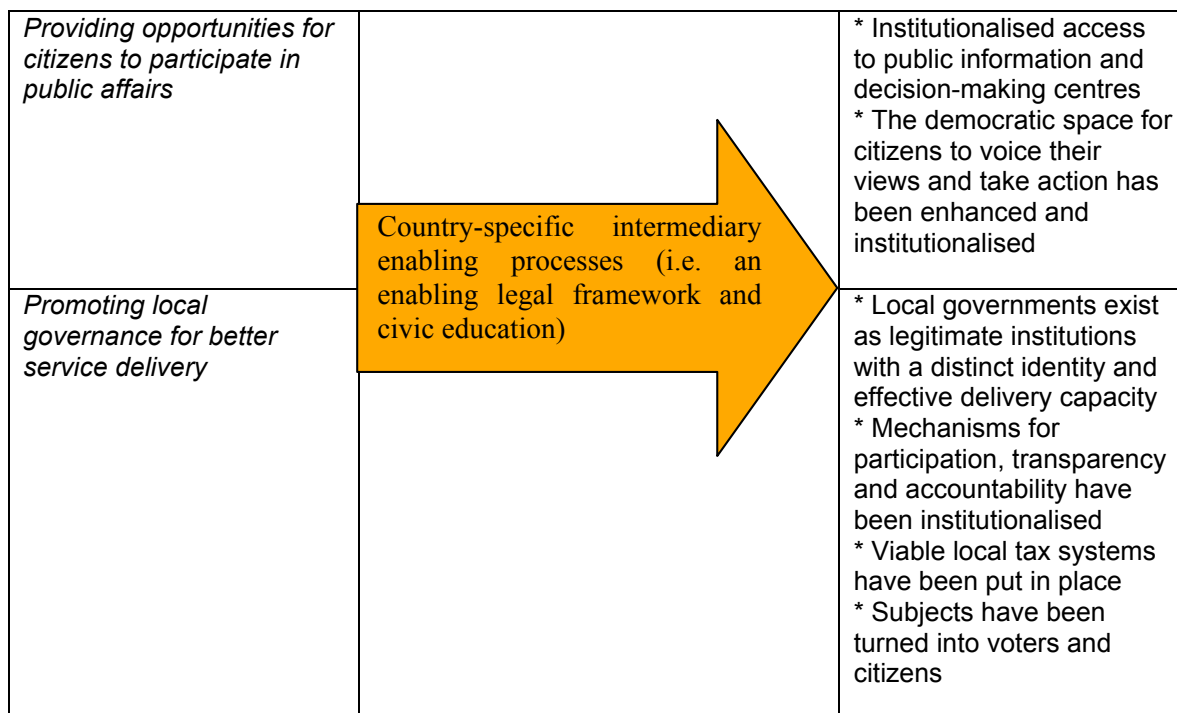 Providing opportunities for
citizens to participate in
public affairs
* Institutionalised access
to public information and
decision-making centres
* The democratic space for
citizens to voice their
views and take action has
been enhanced and
institutionalised
Country-specific intermediary
enabling processes (i.e. an
enabling legal framework and
civic education)
Promoting local
governance for better
service delivery
* Local governments exist
as legitimate institutions
with a distinct identity and
effective delivery capacity
* Mechanisms for
participation, transparency
and accountability have
been institutionalised
* Viable local tax systems
have been put in place
* Subjects have been
turned into voters and
citizens